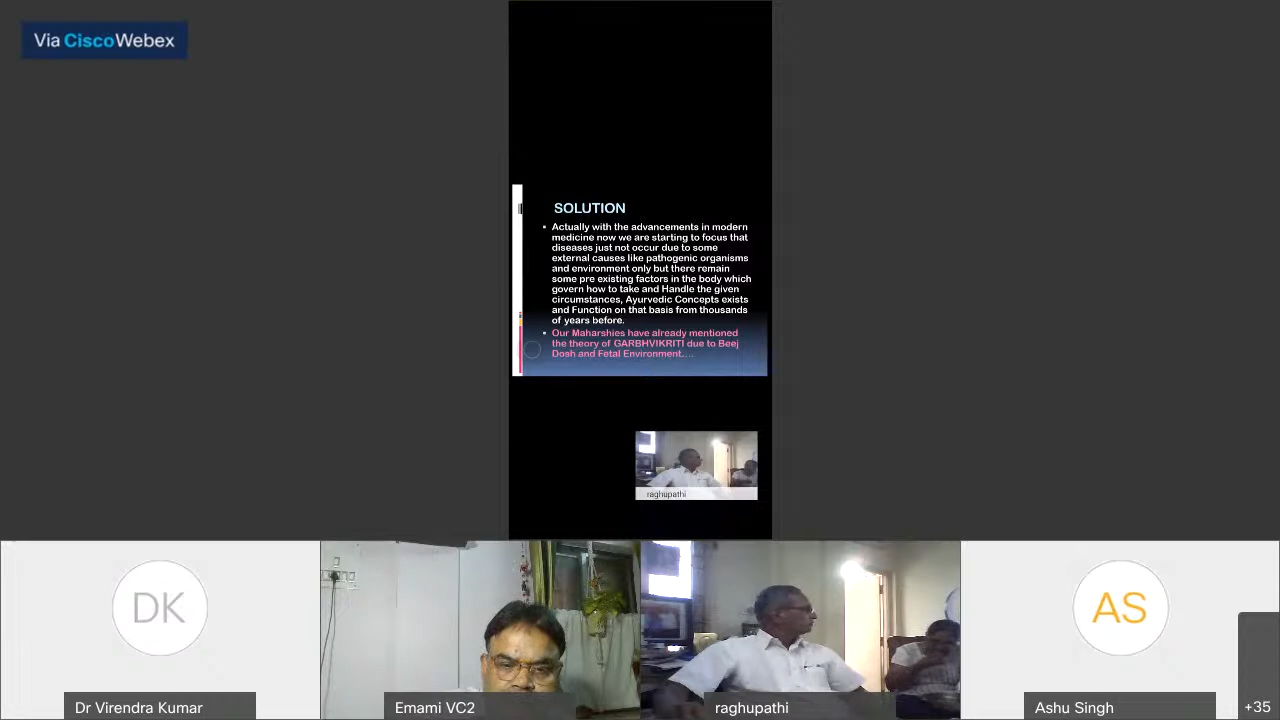 Via CiscoWebex
SOLUTION
• Actually with the advancements in modern
medicine now we are starting to focus that
diseases just not occur due to some
external causes like pathogenic organisms
and environment only but there remain
some pre existing factors in the body which
govern how to take and Handle the given
circumstances, Ayurvedic Concepts exists
and Function on that basis from thousands
of years before.
• Our Maharshies have already mentioned
the theory of GARBHVIKRITI due to Beej
Dosh and Fetal Environment....
raghupathi
DK
AS
Dr Virendra Kumar
Emami VC2
raghupathi
Ashu Singh
+35